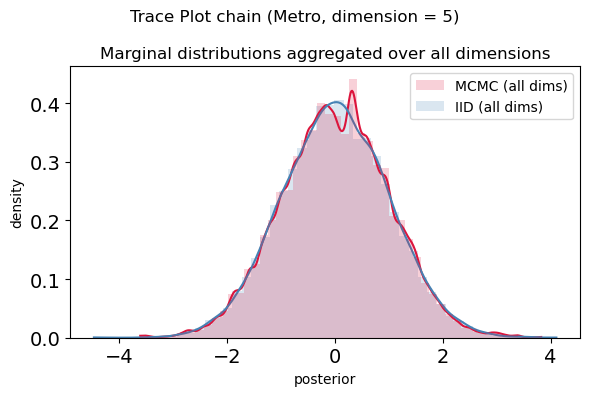 Trace Plot chain (Metro, dimension = 5)
Marginal distributions aggregated over all dimensions
MCMC (all dims)
IID (all dims)
density
0.4
0.3
0.2
0.1
0.0
−4 −2 0 2 4
posterior